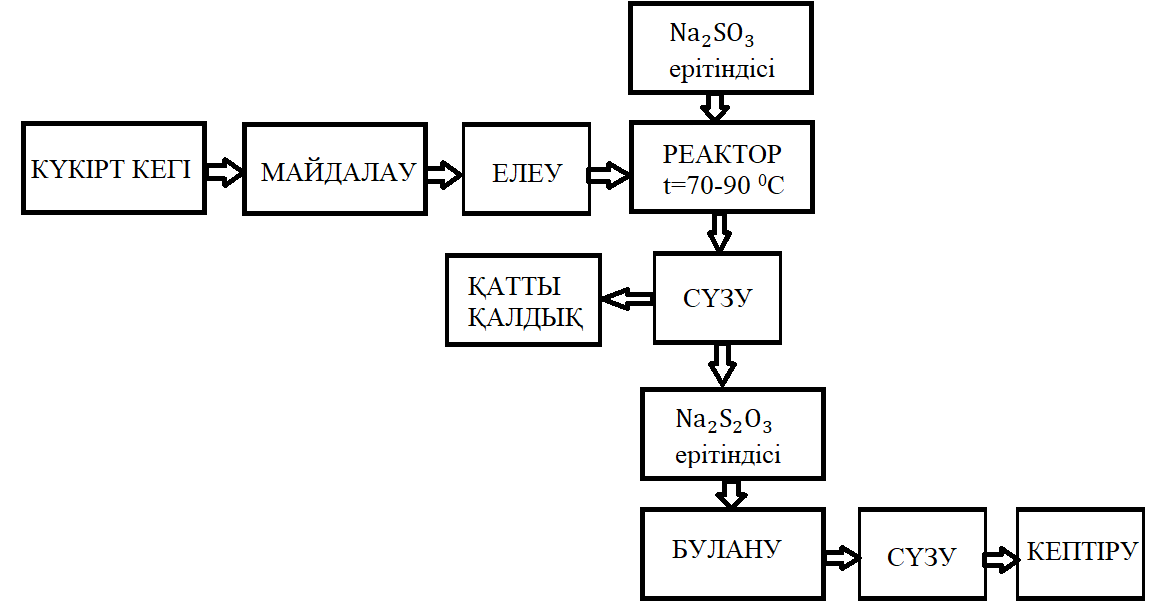 Na₂SO₃
ерітіндісі
КҮКІРТ КЕГІ
МАЙДАЛАУ
ЕЛЕУ
РЕАКТОР
t=70-90 ⁰C
ҚАТТЫ
ҚАЛДЫҚ
СҮЗУ
Na₂S₂O₃
ерітіндісі
БУЛАНУ
СҮЗУ
КЕПТІРУ